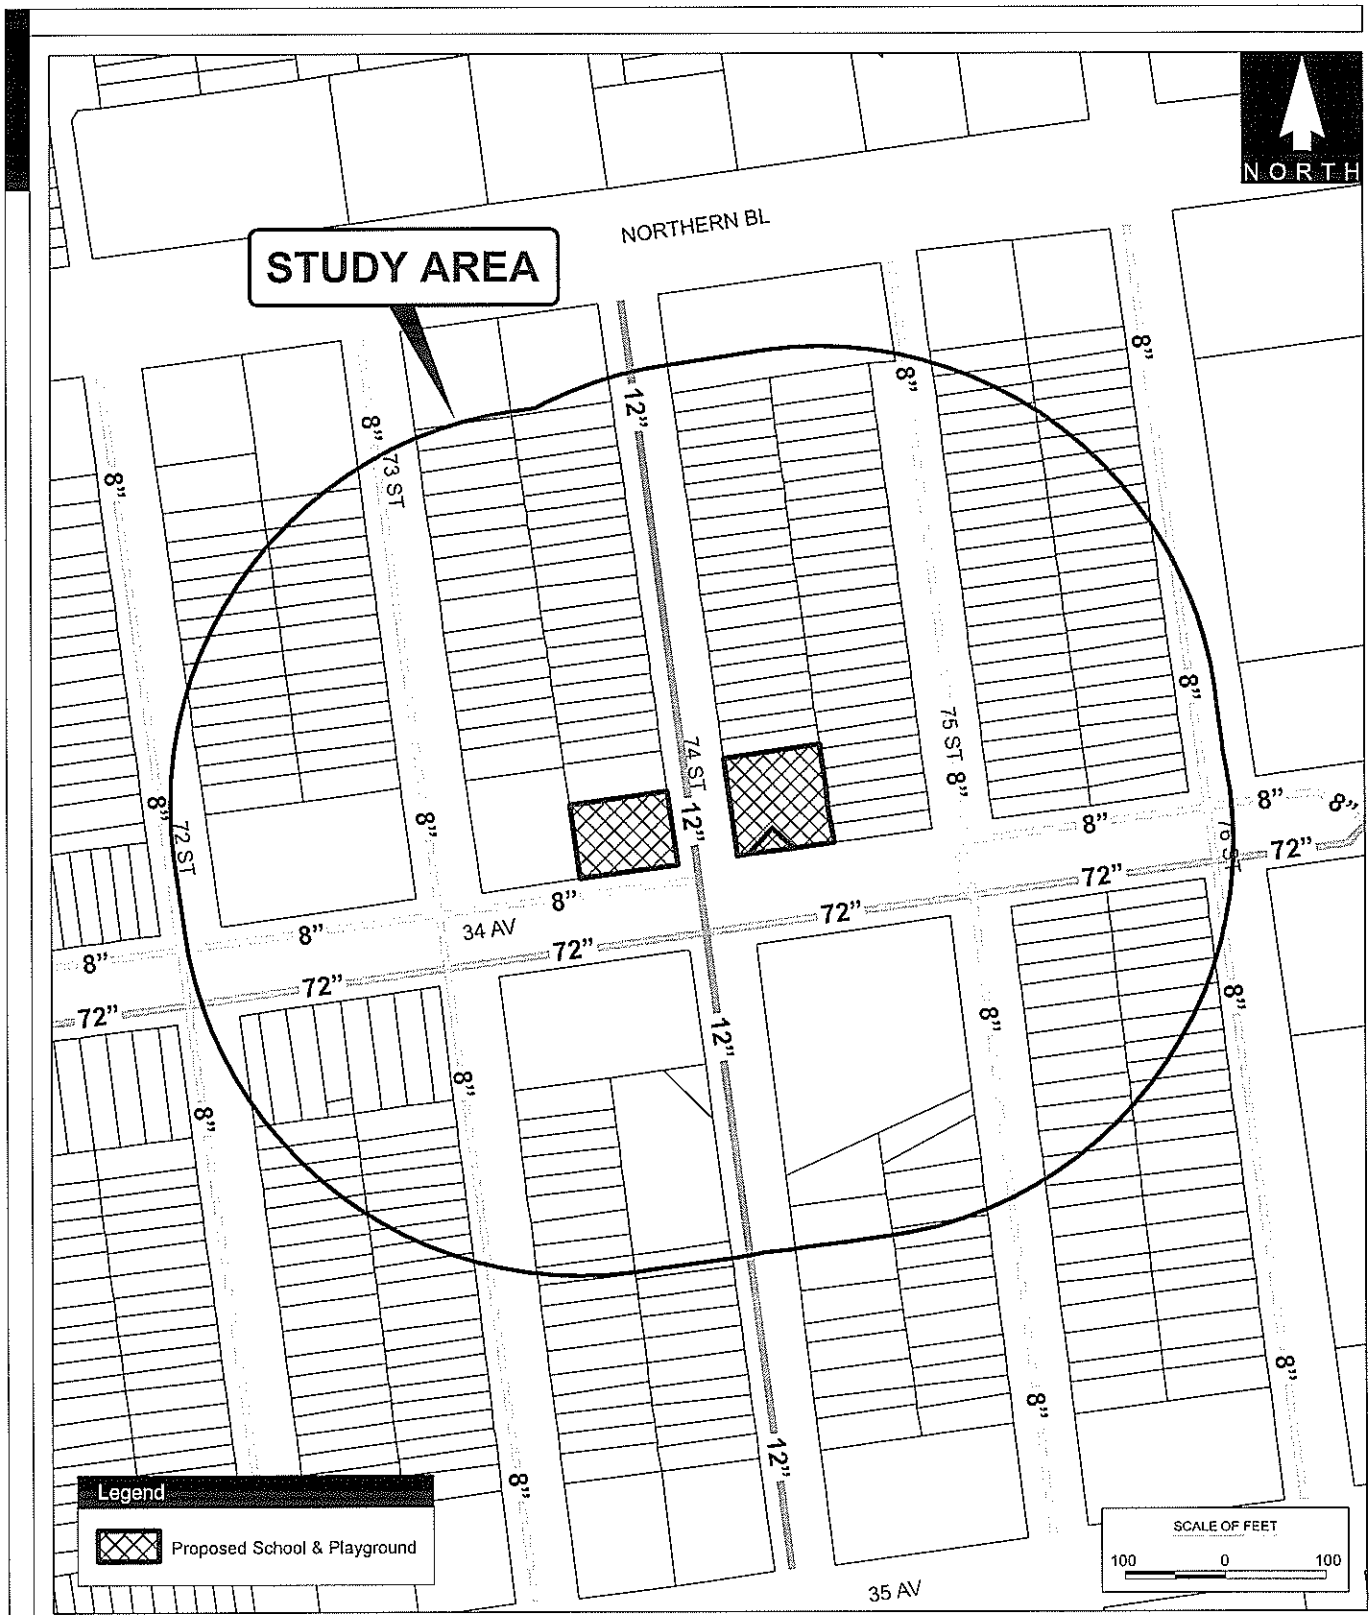 NORTH
NORTHERN BL
STUDY AREA
8”
8”
8”
12”
8”
73 ST
8”
8”
74 ST
75 ST
8”
8”
8”
8”
8”
12”
72 ST
8”
76 ST
72”
72”
8”
72”
8”
34 AV
72”
8”
72”
72”
8”
8”
12”
8”
8”
8”
8”
12”
8”
Legend
Proposed School & Playground
SCALE OF FEET
100 0 100
35 AV